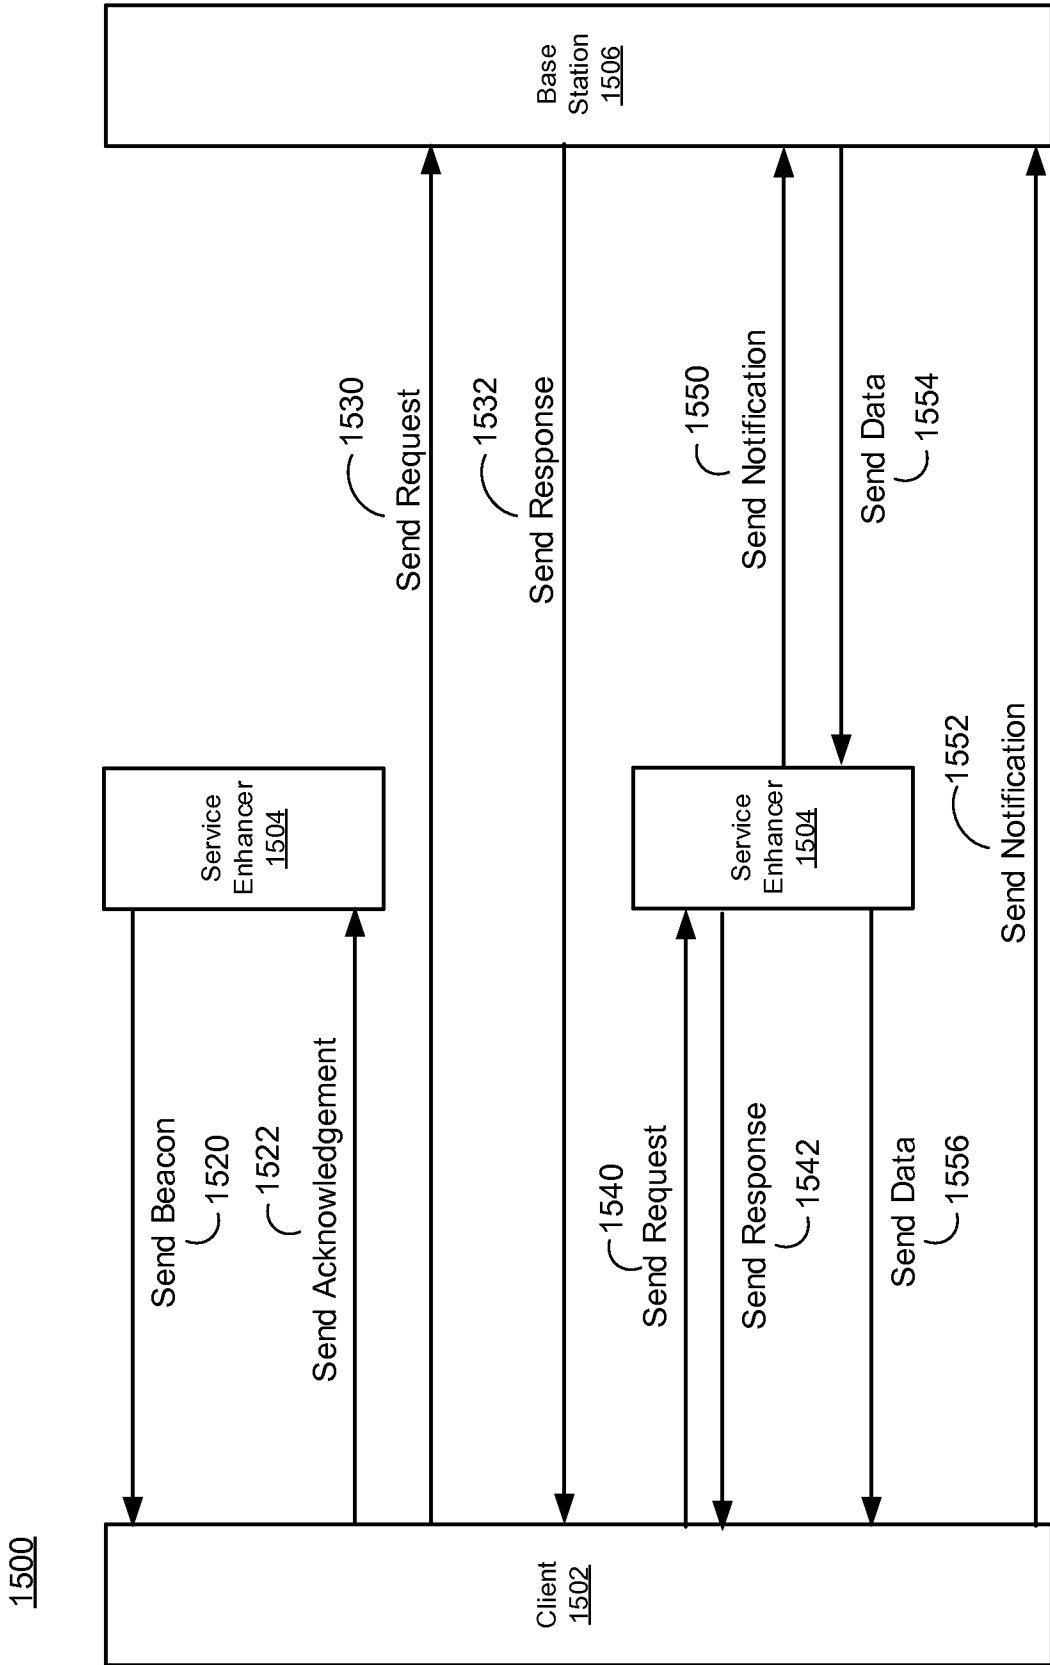 1500
Client
1502
Service
Enhancer
1504
Base
Station
1506
Send Beacon
1520
1522
Send Acknowledgement
1530
Send Request
1532
Send Response
1540
Send Request
Send Response
1542
Service
Enhancer
1504
1550
Send Notification
Send Data
1554
Send Data
1556
1552
Send Notification